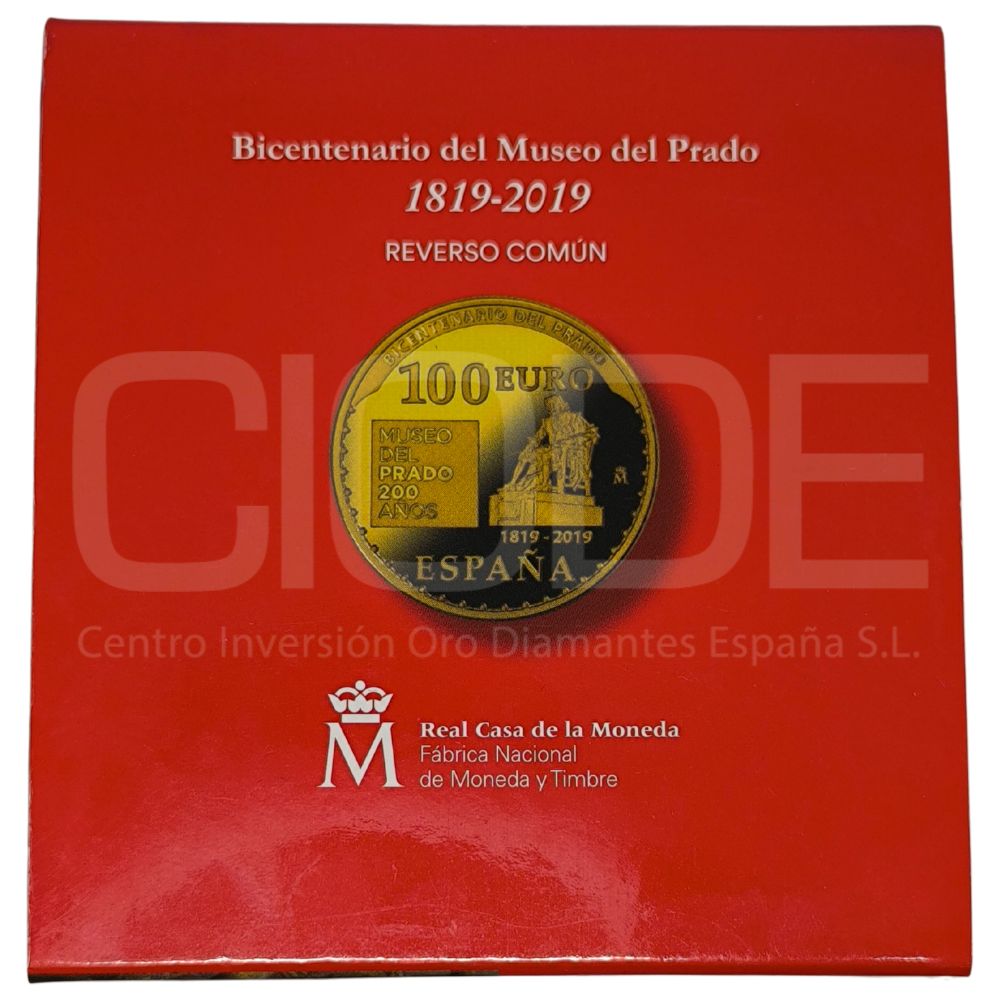 Bicentenario del Museo del Prado
1819-2019
REVERSO COMÚN
BICENTENARIO DEL PRADO
100 EURO
MUSEO
DEL
PRADO
200
AÑOS
M
1819 - 2019
ESPAÑA
CIODE
Centro Inversión Oro Diamantes España S.L.
M
Real Casa de la Moneda
Fábrica Nacional
de Moneda y Timbre